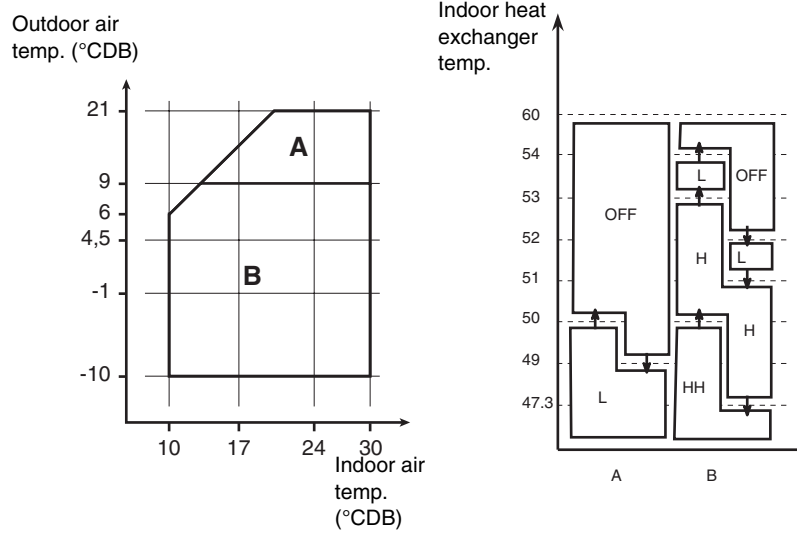 Outdoor air
temp. (°CDB)
21
9
6
4,5
-1
-10
A
B
10 17 24 30
Indoor air
temp.
(°CDB)
Indoor heat
exchanger
temp.
60
54
53
52
51
50
49
47.3
OFF
L
L
OFF
H
L
H
HH
A B